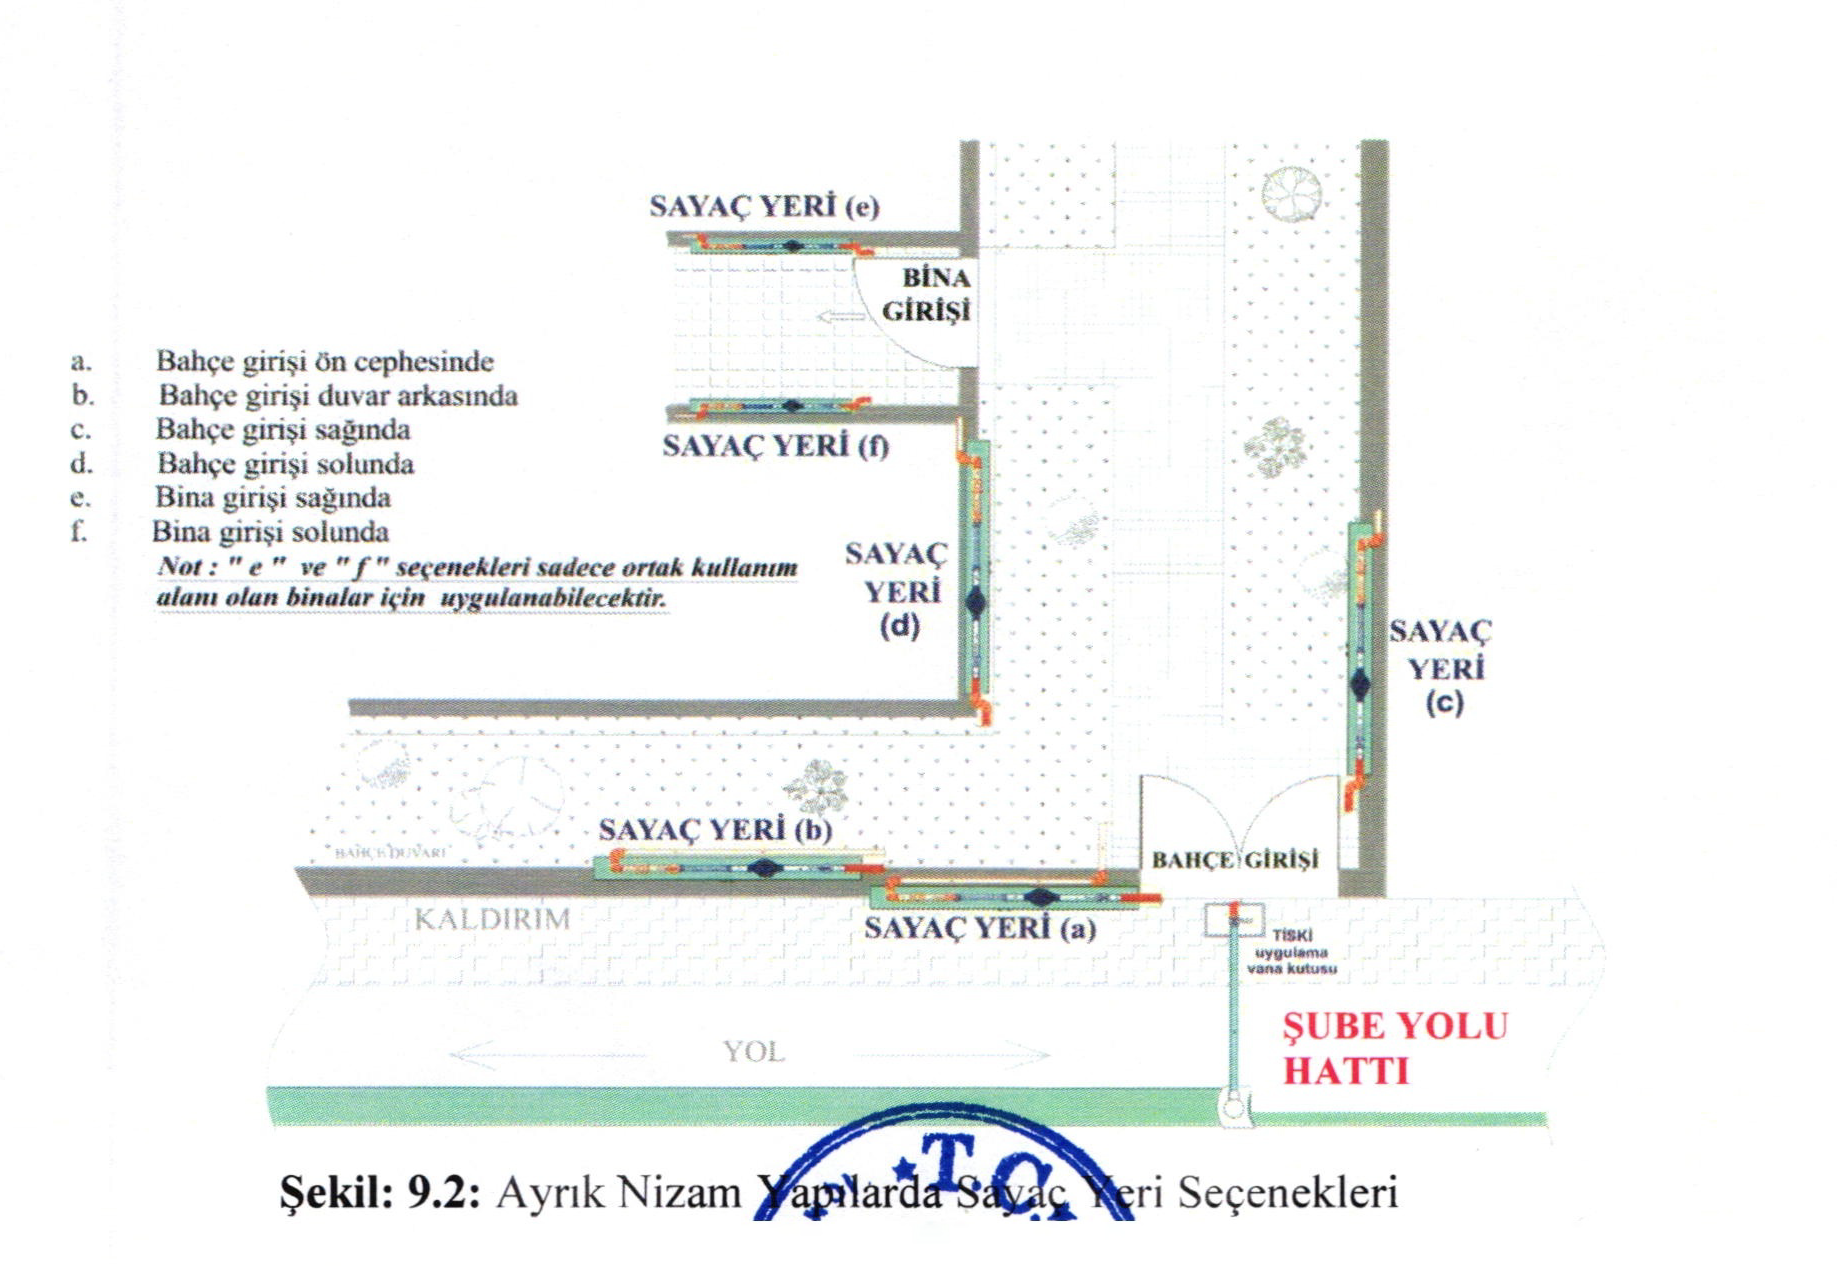 SAYAÇ YERİ (e)
BİNA
GİRİŞİ
a. Bahçe girişi ön cephesinde
b. Bahçe girişi duvar arkasında
c. Bahçe girişi sağında
d. Bahçe girişi solunda
e. Bina girişi sağında
f. Bina girişi solunda
Not : " e " ve " f " seçenekleri sadece ortak kullanım
alanı olan binalar için uygulanabilecektir.
SAYAÇ YERİ (f)
SAYAÇ
YERİ
(d)
SAYAÇ
YERİ
(c)
SAYAÇ YERİ (b)
BAHÇE DUVARI
BAHÇE GİRİŞİ
KALDIRIM
SAYAÇ YERİ (a)
TİSKİ
uygulama
vana kutusu
ŞUBE YOLU
HATTI
YOL
T.C.
Şekil: 9.2: Ayrık Nizam Yapılarda Sayaç Yeri Seçenekleri